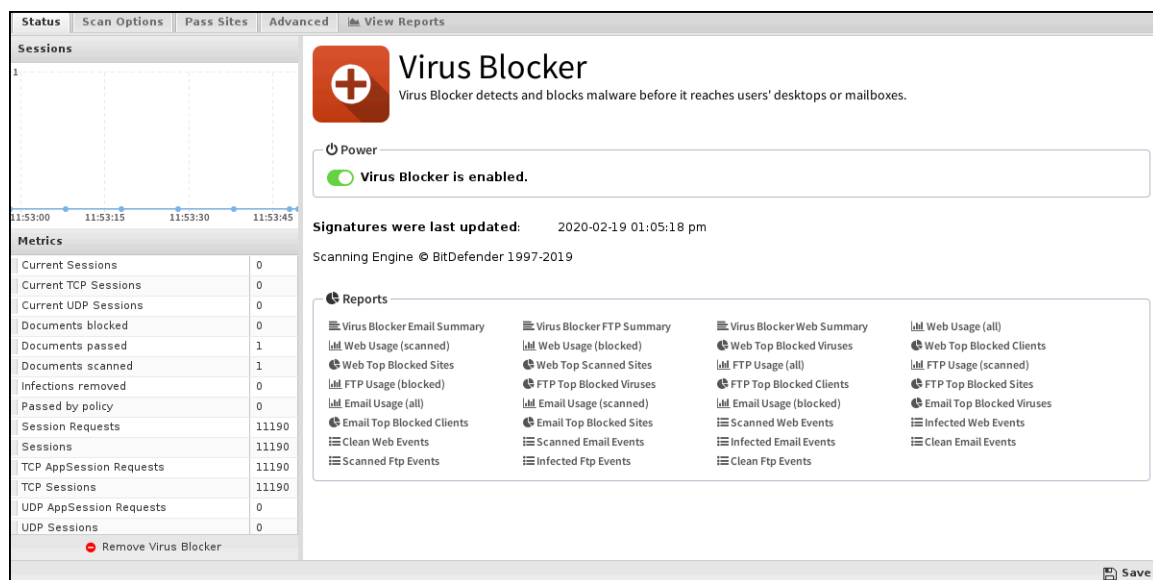 Status Scan Options Pass Sites Advanced View Reports
Sessions
1
11:53:00 11:53:15 11:53:30 11:53:45
Metrics
Current Sessions 0
Current TCP Sessions 0
Current UDP Sessions 0
Documents blocked 0
Documents passed 1
Documents scanned 1
Infections removed 0
Passed by policy 0
Session Requests 11190
Sessions 11190
TCP AppSession Requests 11190
TCP Sessions 11190
UDP AppSession Requests 0
UDP Sessions 0
Remove Virus Blocker
Virus Blocker
Virus Blocker detects and blocks malware before it reaches users' desktops or mailboxes.
Power
Virus Blocker is enabled.
Signatures were last updated: 2020-02-19 01:05:18 pm
Scanning Engine © BitDefender 1997-2019
Reports
Virus Blocker Email Summary Virus Blocker FTP Summary Virus Blocker Web Summary Web Usage (all)
Web Usage (scanned) Web Usage (blocked) Web Top Blocked Viruses Web Top Blocked Clients
Web Top Blocked Sites Web Top Scanned Sites FTP Usage (all) FTP Usage (scanned)
FTP Usage (blocked) FTP Top Blocked Viruses FTP Top Blocked Clients FTP Top Blocked Sites
Email Usage (all) Email Usage (scanned) Email Usage (blocked) Email Top Blocked Viruses
Email Top Blocked Clients Email Top Blocked Sites Scanned Web Events Infected Web Events
Clean Web Events Scanned Email Events Infected Email Events Clean Email Events
Scanned Ftp Events Infected Ftp Events Clean Ftp Events
Save